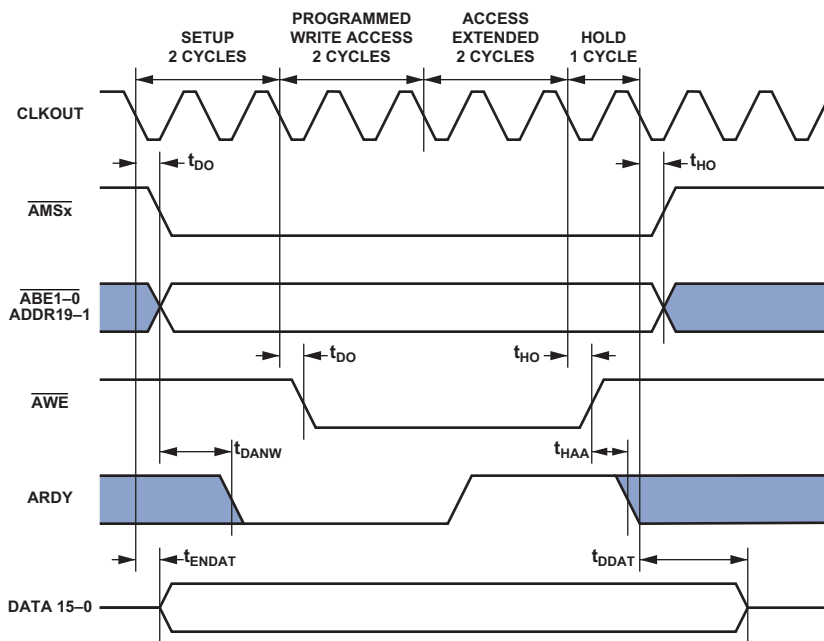 SETUP
2 CYCLES
PROGRAMMED
WRITE ACCESS
2 CYCLES
ACCESS
EXTENDED
2 CYCLES
HOLD
1 CYCLE
CLKOUT
tDO
tHO
AMSx
ABE1–0
ADDR19–1
tDO
tHO
AWE
tDANW
tHAA
ARDY
tENDAT
tDDAT
DATA 15–0